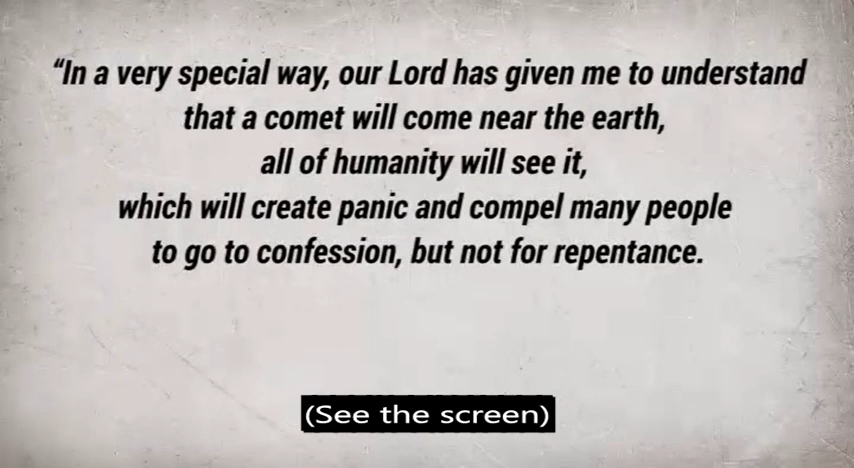 “In a very special way, our Lord has given me to understand
that a comet will come near the earth,
all of humanity will see it,
which will create panic and compel many people
to go to confession, but not for repentance.
(See the screen)